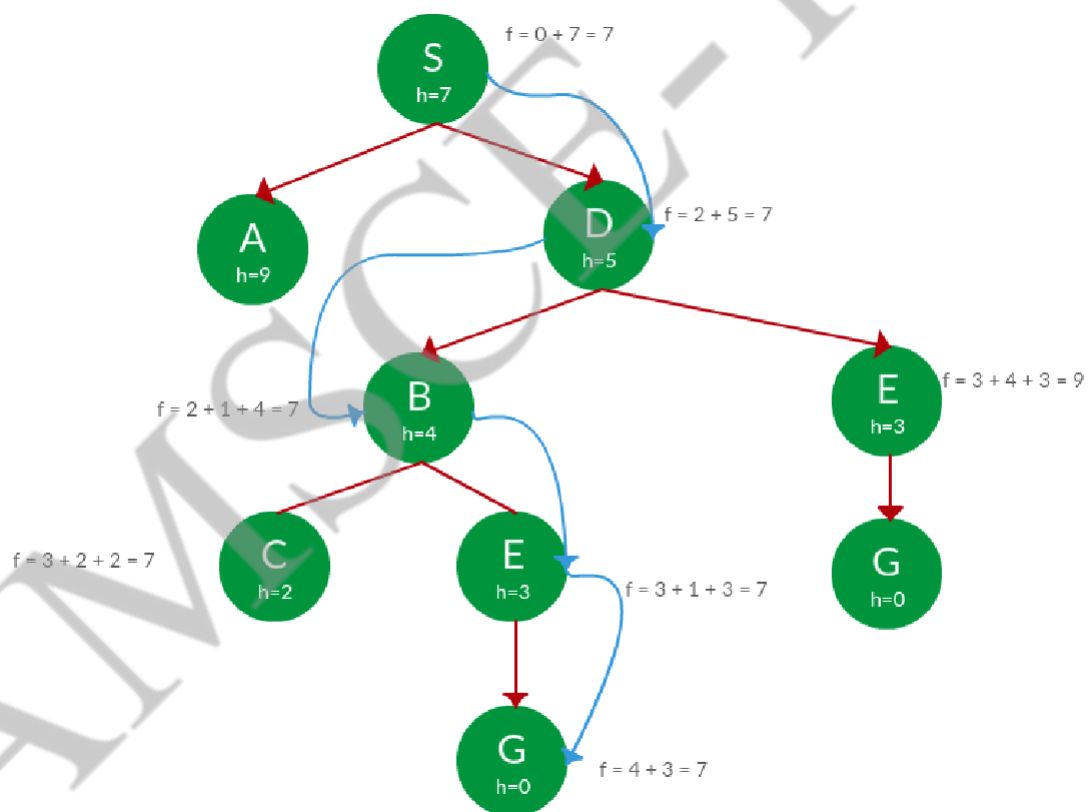 S
h=7
f = 0 + 7 = 7
A
h=9
D
h=5
f = 2 + 5 = 7
B
h=4
f = 2 + 1 + 4 = 7
E
h=3
f = 3 + 4 + 3 = 9
C
h=2
f = 3 + 2 + 2 = 7
E
h=3
f = 3 + 1 + 3 = 7
G
h=0
G
h=0
f = 4 + 3 = 7
AMSCE-